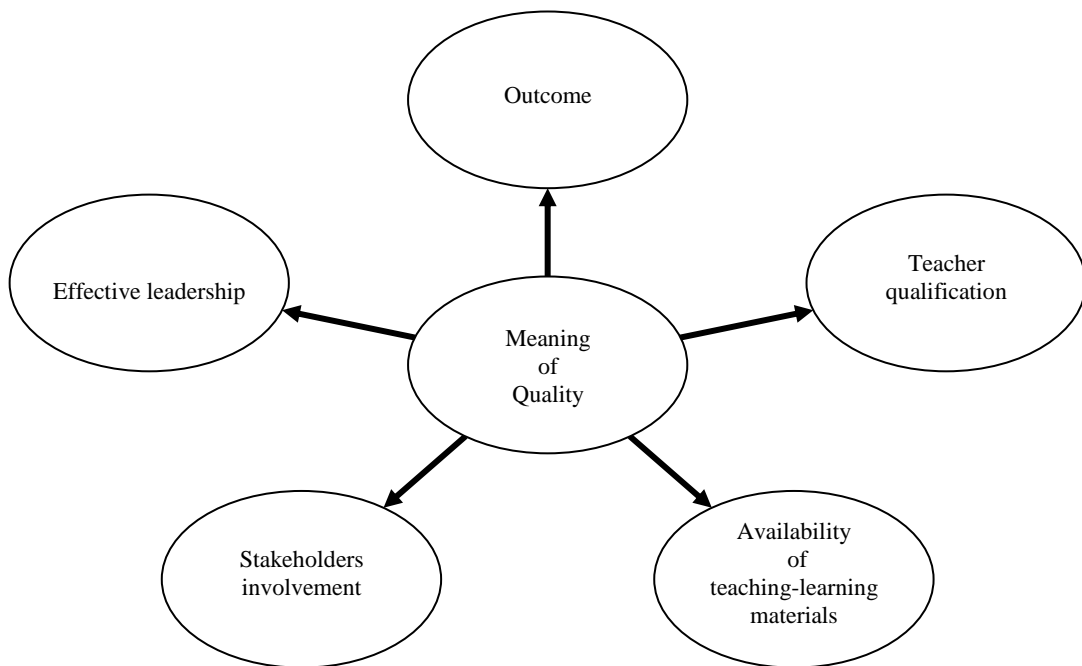 Outcome
Effective leadership
Teacher
qualification
Meaning
of
Quality
Stakeholders
involvement
Availability
of
teaching-learning
materials